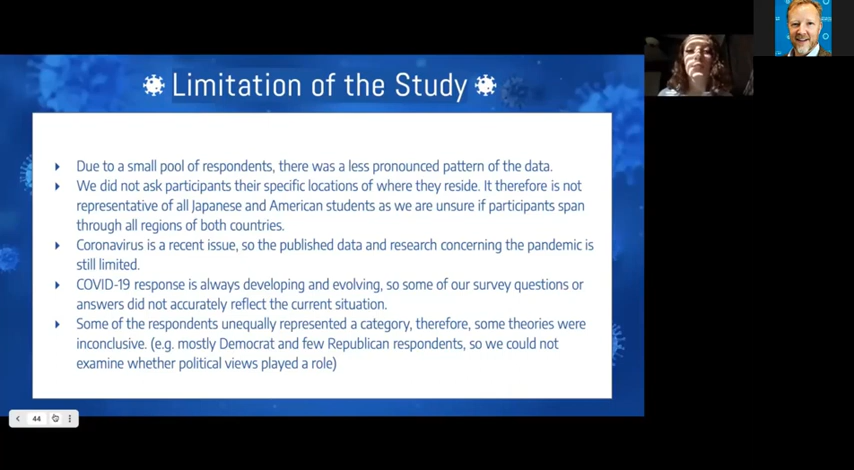 Limitation of the Study
Due to a small pool of respondents, there was a less pronounced pattern of the data.
We did not ask participants their specific locations of where they reside. It therefore is not
representative of all Japanese and American students as we are unsure if participants span
through all regions of both countries.
Coronavirus is a recent issue, so the published data and research concerning the pandemic is
still limited.
COVID-19 response is always developing and evolving, so some of our survey questions or
answers did not accurately reflect the current situation.
Some of the respondents unequally represented a category, therefore, some theories were
inconclusive. (e.g. mostly Democrat and few Republican respondents, so we could not
examine whether political views played a role)
44